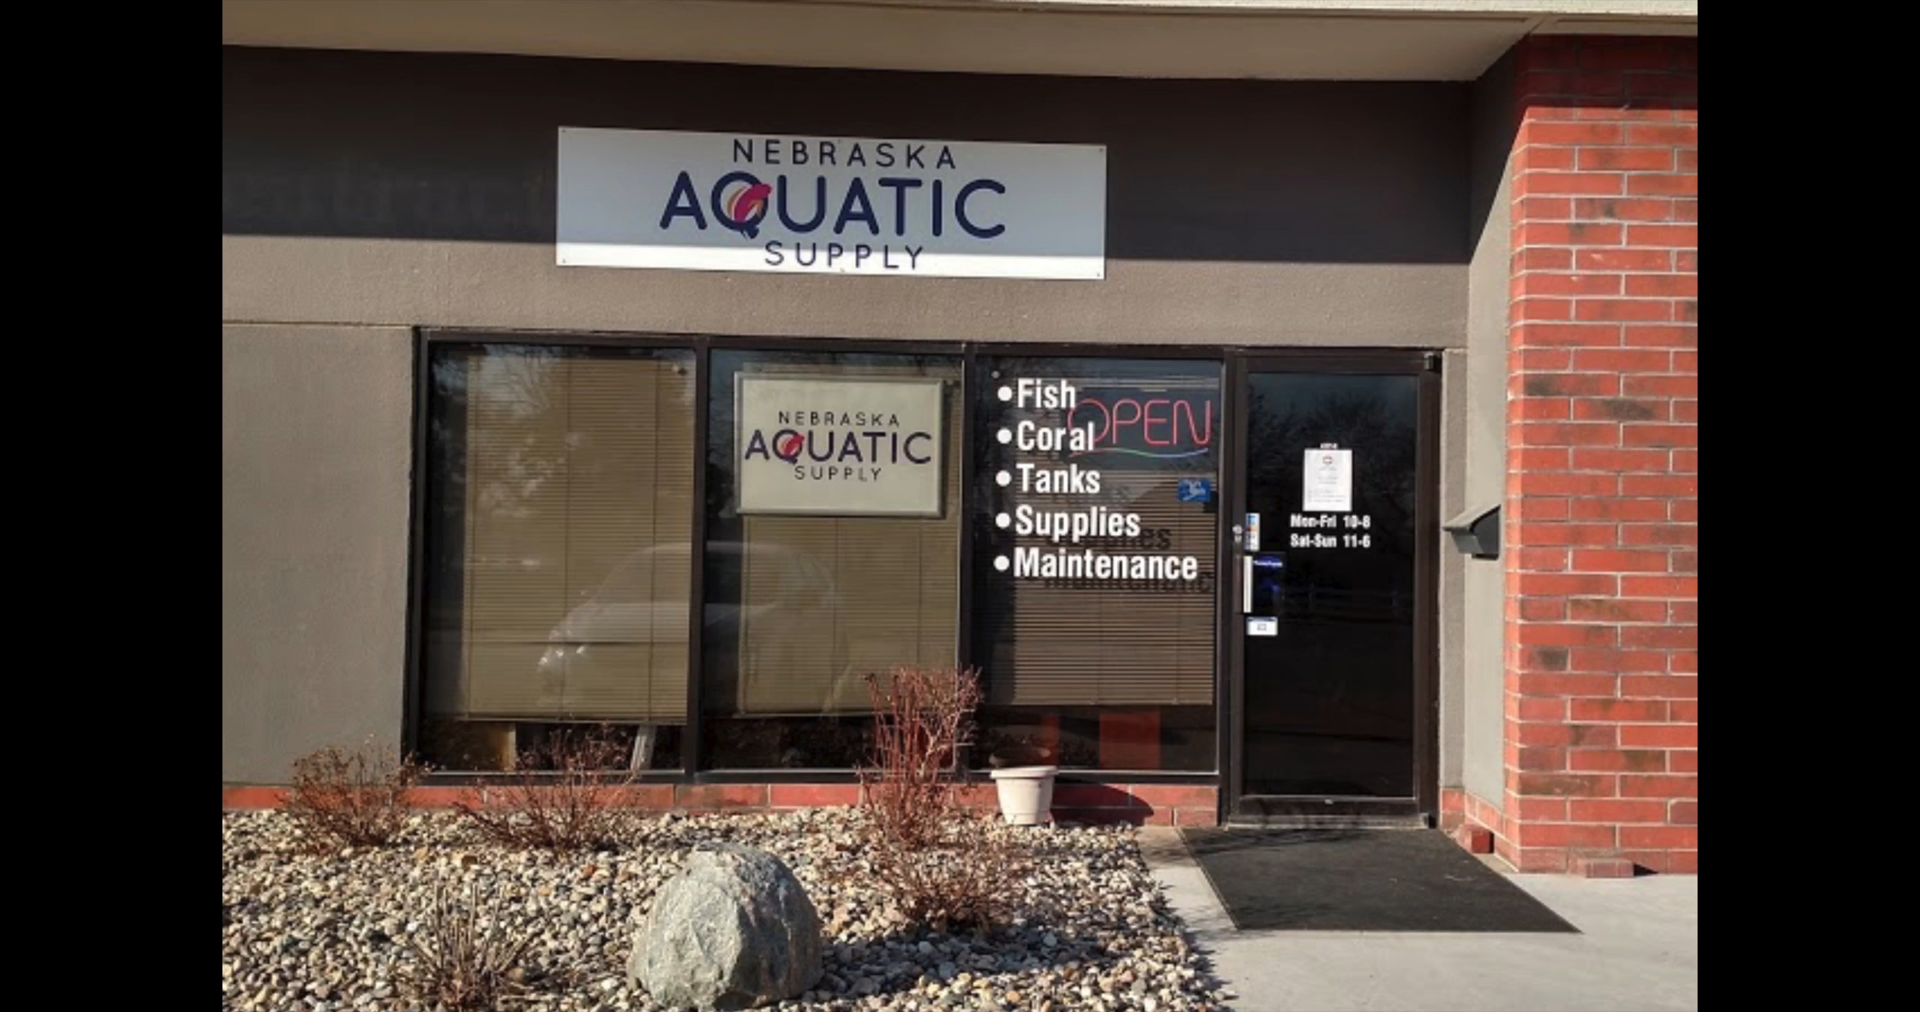 NEBRASKA
AQUATIC
SUPPLY
NEBRASKA
AQUATIC
SUPPLY
•Fish
•Coral
•Tanks
•Supplies
•Maintenance
OPEN
Mon-Fri 10-8
Sat-Sun 11-6